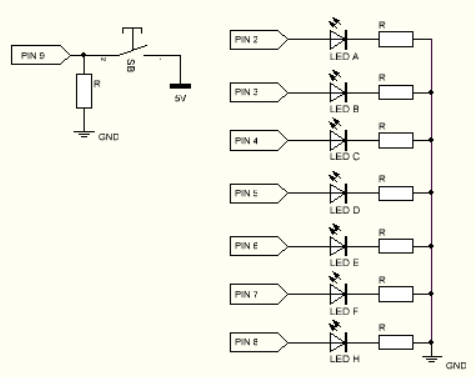 PIN 9
2
SB
R
5V
GND
PIN 2
LED A
R
PIN 3
LED B
R
PIN 4
LED C
R
PIN 5
LED D
R
PIN 6
LED E
R
PIN 7
LED F
R
PIN 8
LED H
R
GND